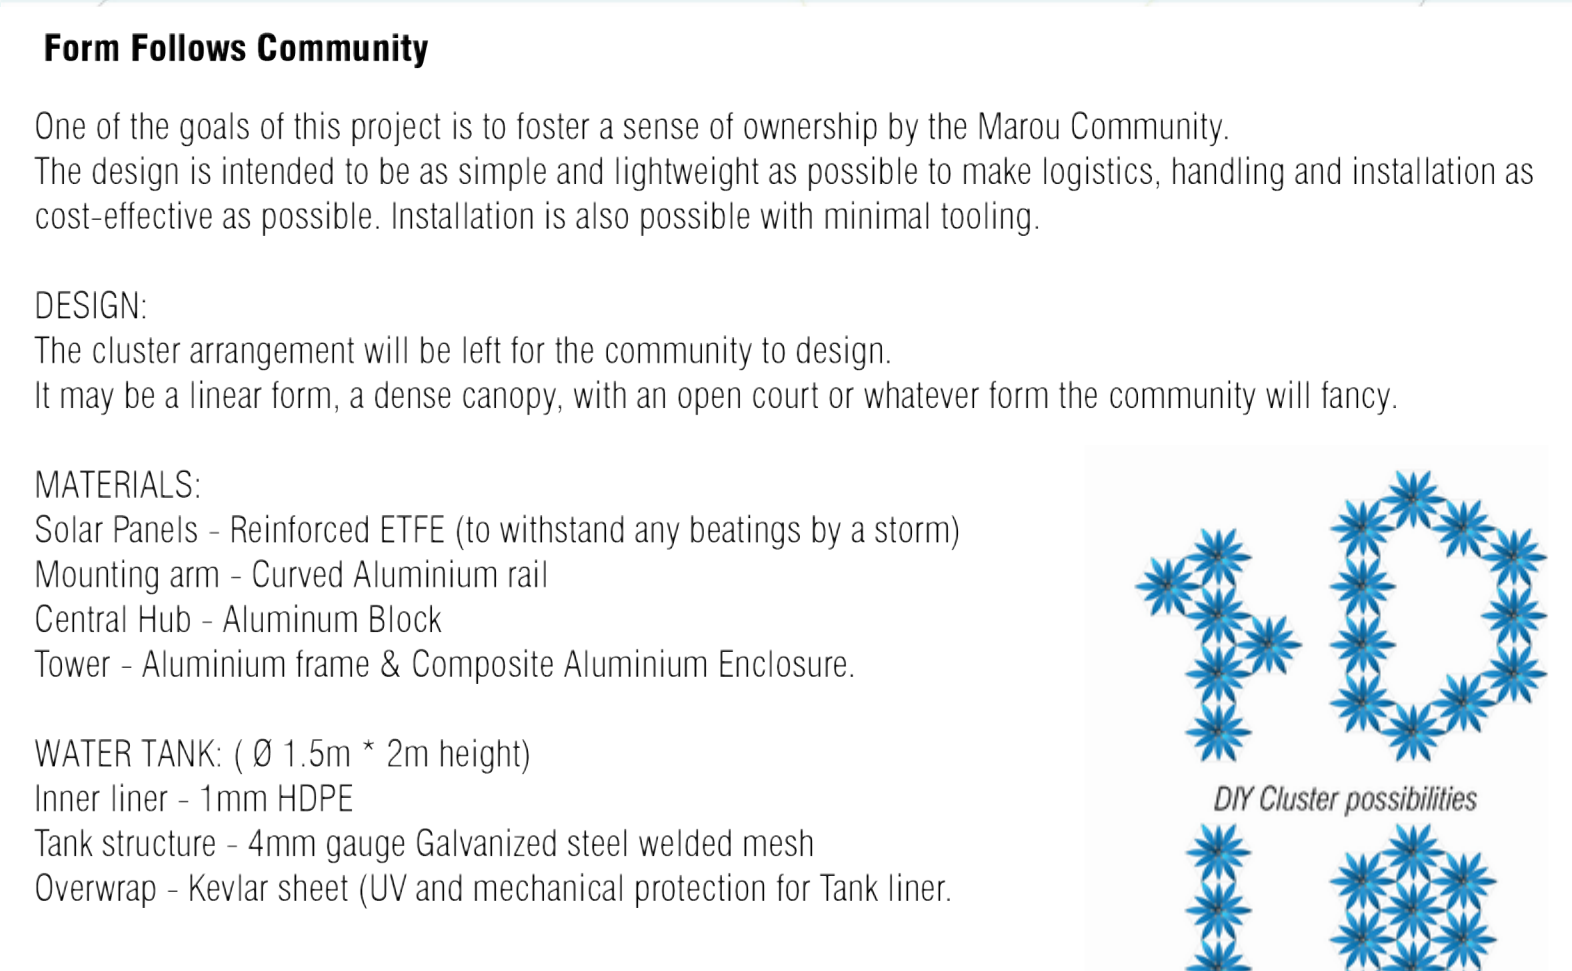 Form Follows Community
One of the goals of this project is to foster a sense of ownership by the Marou Community.
The design is intended to be as simple and lightweight as possible to make logistics, handling and installation as
cost-effective as possible. Installation is also possible with minimal tooling.
DESIGN:
The cluster arrangement will be left for the community to design.
It may be a linear form, a dense canopy, with an open court or whatever form the community will fancy.
MATERIALS:
Solar Panels - Reinforced ETFE (to withstand any beatings by a storm)
Mounting arm - Curved Aluminium rail
Central Hub - Aluminum Block
Tower - Aluminium frame & Composite Aluminium Enclosure.
WATER TANK: ( Ø 1.5m * 2m height)
Inner liner - 1mm HDPE
Tank structure - 4mm gauge Galvanized steel welded mesh
Overwrap - Kevlar sheet (UV and mechanical protection for Tank liner.
DIY Cluster possibilities